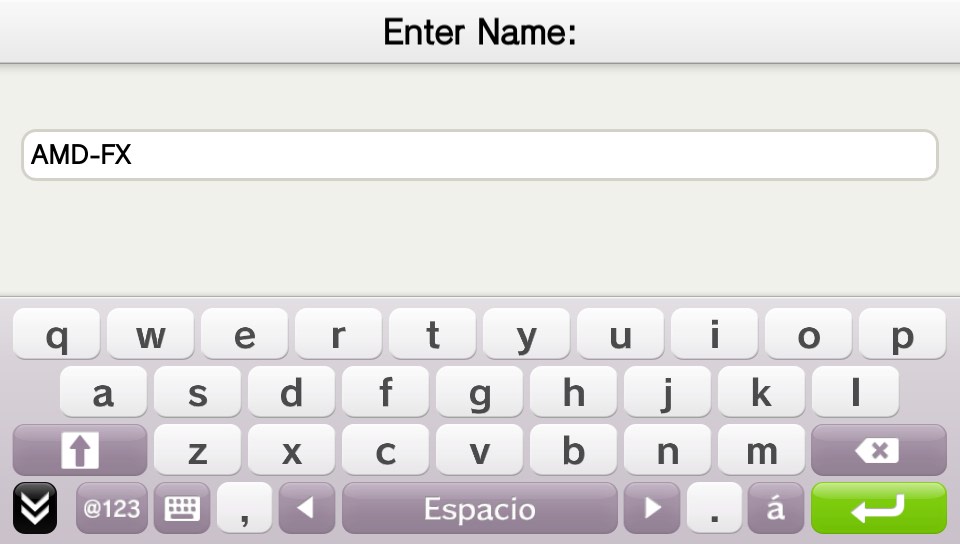 Enter Name:
AMD-FX
q w e r t y u i o p
a s d f g h j k l
z x c v b n m
@123 , Espacio . á